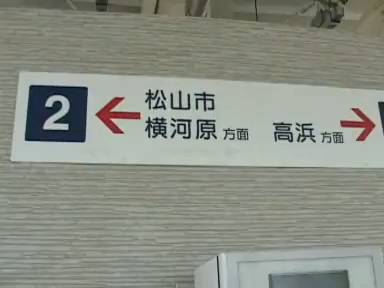 2 ← 松山市
横河原 方面 高浜 方面 →